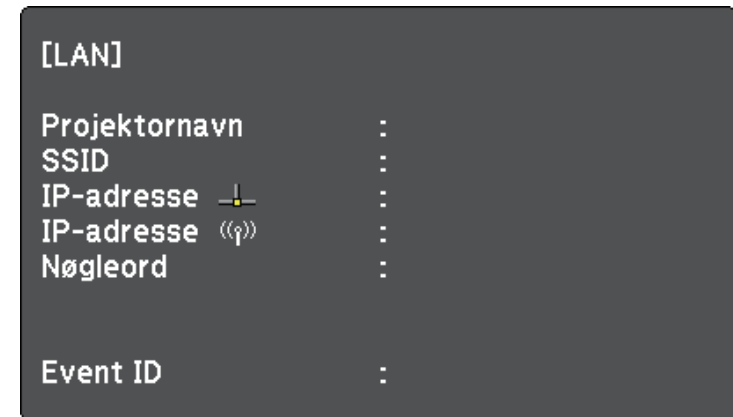 [LAN]
Projektornavn :
SSID :
IP-adresse :
IP-adresse :
Nøgleord :
Event ID :